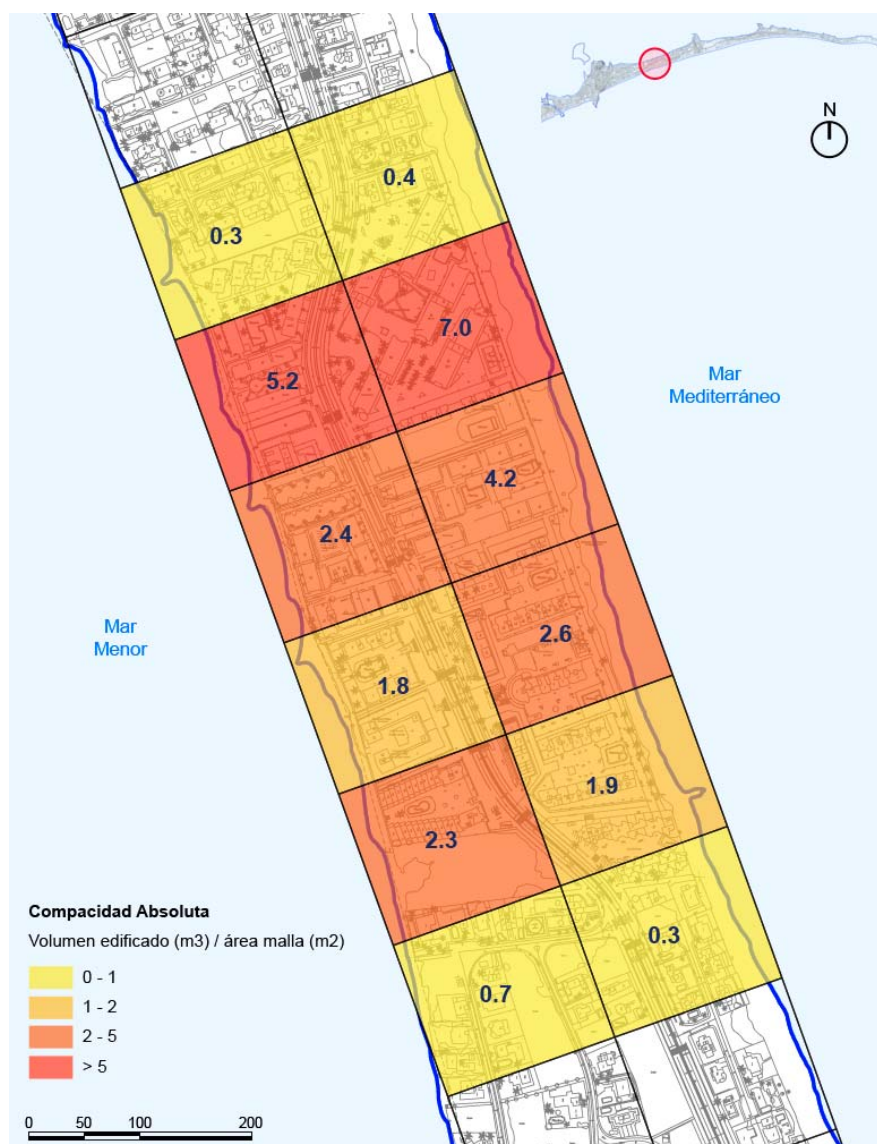 N
0.4
0.3
7.0
5.2
Mar
Mediterráneo
4.2
2.4
Mar
Menor
2.6
1.8
1.9
2.3
0.3
0.7
Compacidad Absoluta
Volumen edificado (m3) / área malla (m2)
0 - 1
1 - 2
2 - 5
> 5
0 50 100 200